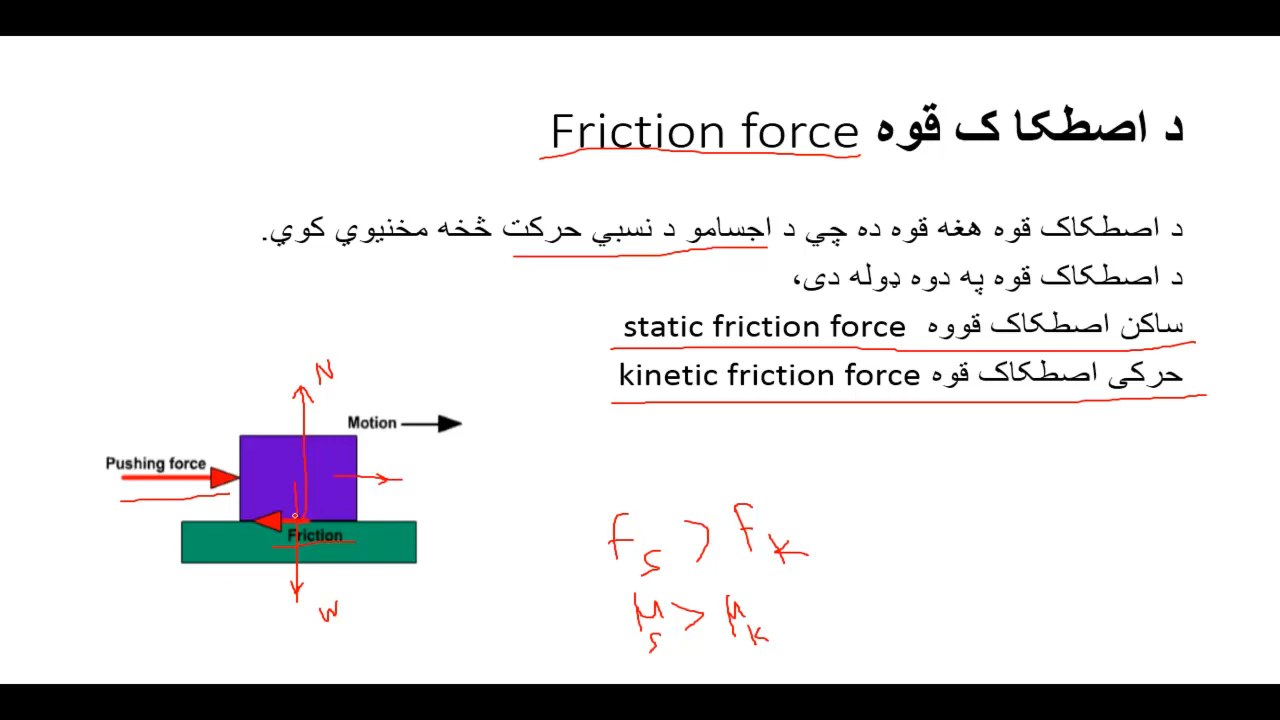 د اصطکا ک قوه Friction force
د اصطکاک قوه هغه قوه ده چي د اجسامو د نسبي حرکت څخه مخنیوي کوي.
د اصطکاک قوه په دوه ډوله دی،
ساکن اصطکاک قووه static friction force
حرکی اصطکاک قوه kinetic friction force
N
Motion
Pushing force
Friction
W
fs > fk
μs > μk